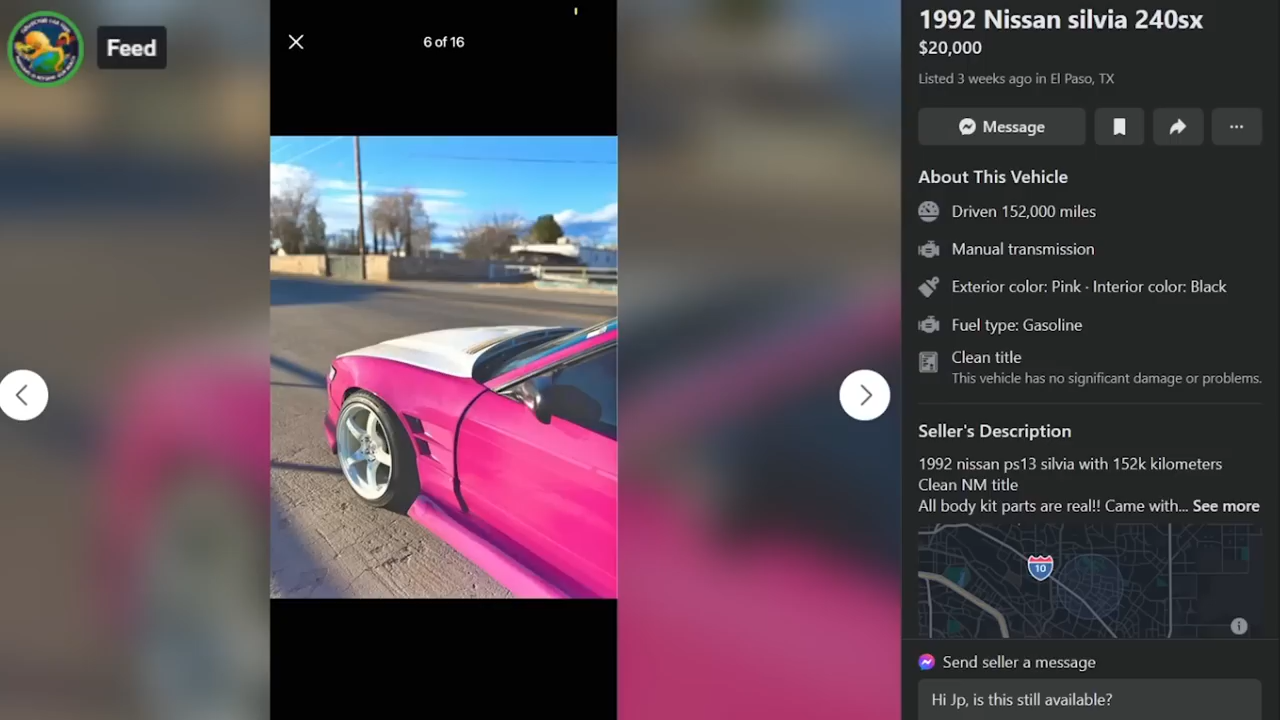 Feed
6 of 16
1992 Nissan silvia 240sx
$20,000
Listed 3 weeks ago in El Paso, TX
Message
About This Vehicle
Driven 152,000 miles
Manual transmission
Exterior color: Pink · Interior color: Black
Fuel type: Gasoline
Clean title
This vehicle has no significant damage or problems.
Seller's Description
1992 nissan ps13 silvia with 152k kilometers
Clean NM title
All body kit parts are real!! Came with... See more
10
Send seller a message
Hi Jp, is this still available?